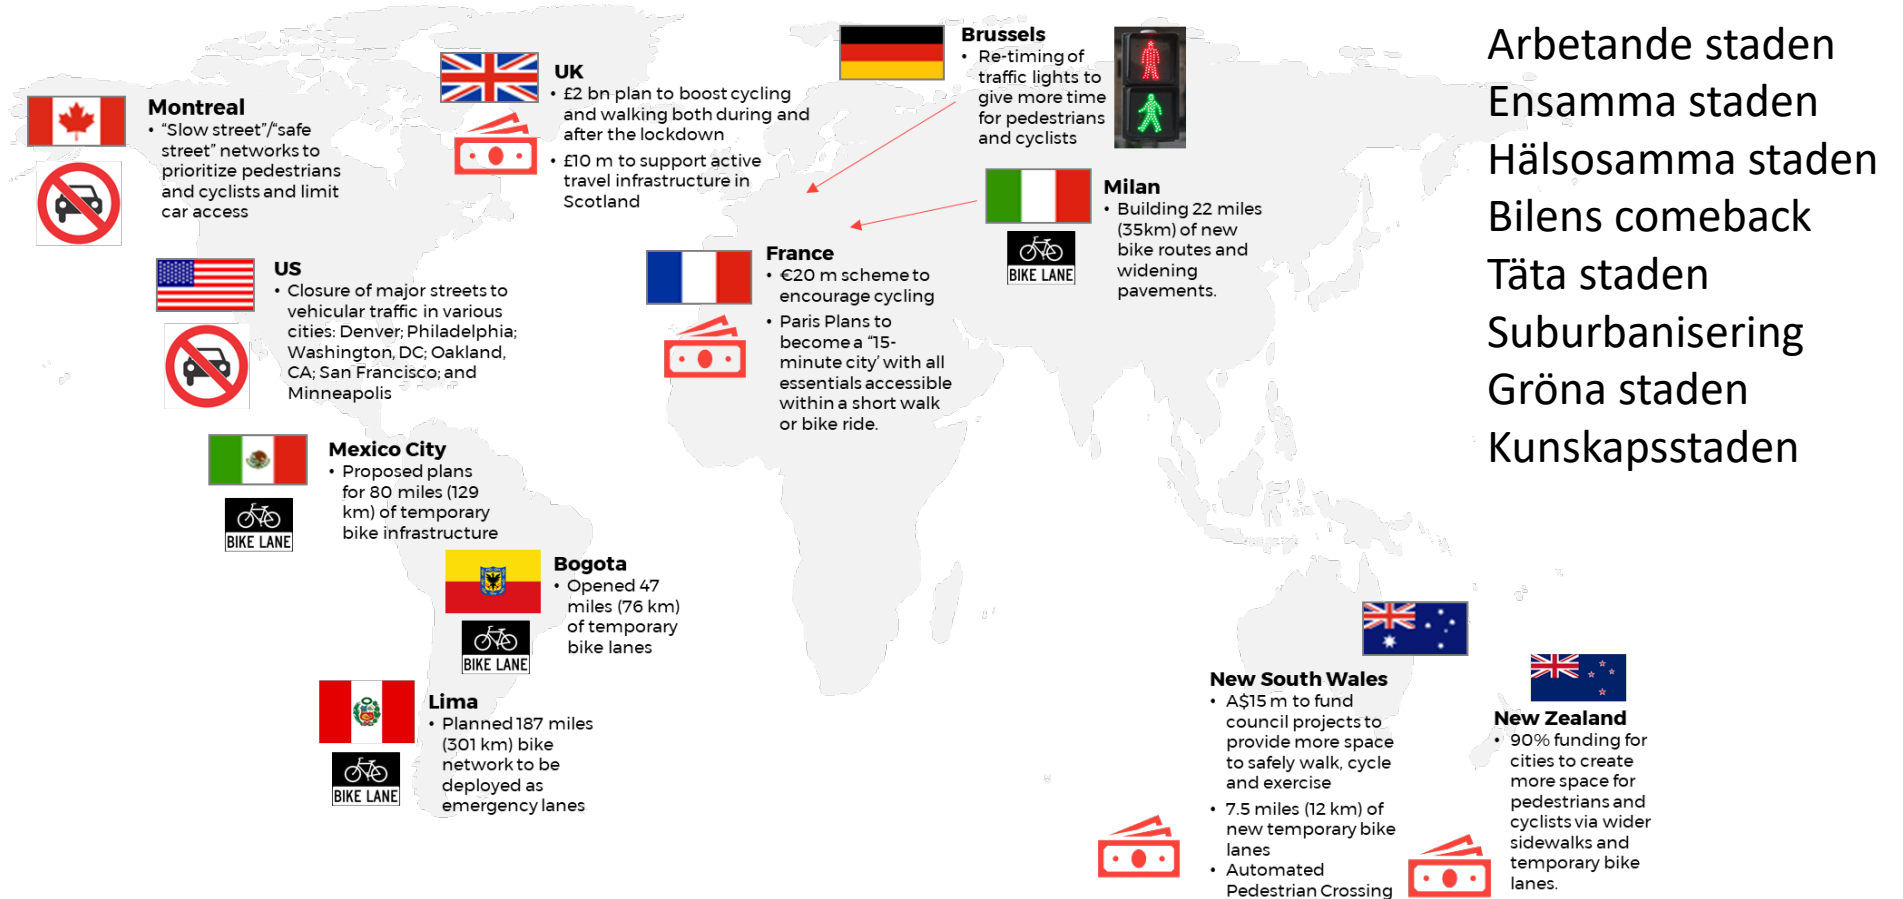 Montreal
• “Slow street”/“safe
street” networks to
prioritize pedestrians
and cyclists and limit
car access
UK
• £2 bn plan to boost cycling
and walking both during and
after the lockdown
• £10 m to support active
travel infrastructure in
Scotland
Brussels
• Re-timing of
traffic lights to
give more time
for pedestrians
and cyclists
Milan
• Building 22 miles
(35km) of new
bike routes and
widening
pavements.
BIKE LANE
US
• Closure of major streets to
vehicular traffic in various
cities: Denver; Philadelphia;
Washington, DC; Oakland,
CA; San Francisco; and
Minneapolis
France
• €20 m scheme to
encourage cycling
• Paris Plans to
become a “15-
minute city’ with all
essentials accessible
within a short walk
or bike ride.
Mexico City
• Proposed plans
for 80 miles (129
km) of temporary
bike infrastructure
BIKE LANE
Bogota
• Opened 47
miles (76 km)
of temporary
bike lanes
BIKE LANE
Lima
• Planned 187 miles
(301 km) bike
network to be
deployed as
emergency lanes
BIKE LANE
New South Wales
• A$15 m to fund
council projects to
provide more space
to safely walk, cycle
and exercise
• 7.5 miles (12 km) of
new temporary bike
lanes
• Automated
Pedestrian Crossing
New Zealand
• 90% funding for
cities to create
more space for
pedestrians and
cyclists via wider
sidewalks and
temporary bike
lanes.
Arbetande staden
Ensamma staden
Hälsosamma staden
Bilens comeback
Täta staden
Suburbanisering
Gröna staden
Kunskapsstaden